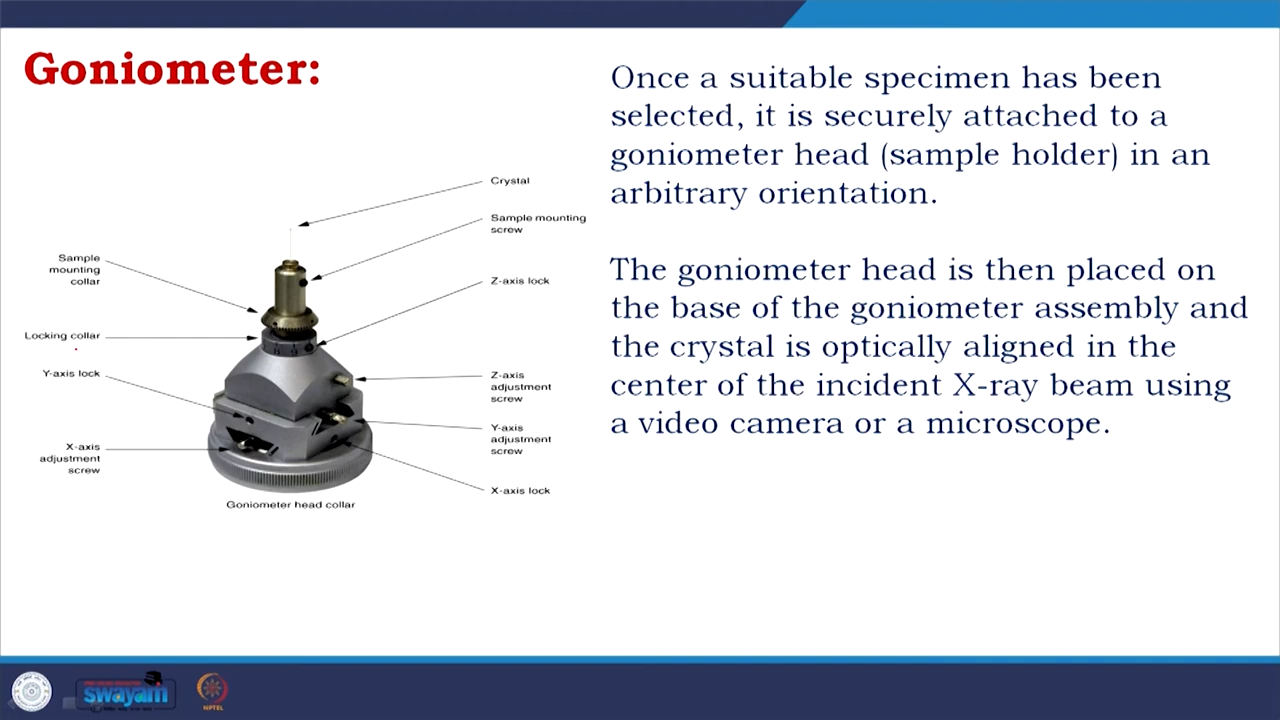 Goniometer:
Once a suitable specimen has been
selected, it is securely attached to a
goniometer head (sample holder) in an
arbitrary orientation.
The goniometer head is then placed on
the base of the goniometer assembly and
the crystal is optically aligned in the
center of the incident X-ray beam using
a video camera or a microscope.
Crystal
Sample mounting
screw
Sample
mounting
collar
Z-axis lock
Locking collar
Y-axis lock
Z-axis
adjustment
screw
Y-axis
adjustment
screw
X-axis
adjustment
screw
X-axis lock
Goniometer head collar
swayam
NPTEL